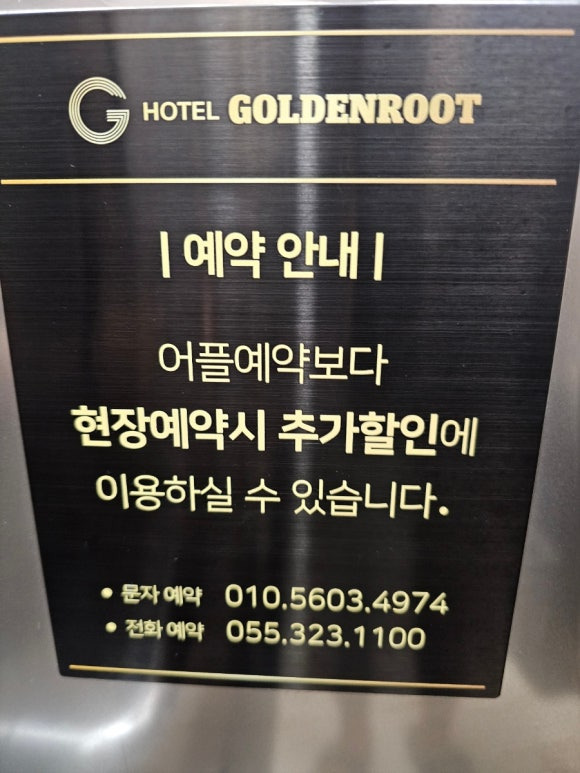 G HOTEL GOLDENROOT
| 예약 안내 |
어플예약보다
현장예약시 추가할인에
이용하실 수 있습니다.
• 문자 예약 010.5603.4974
• 전화 예약 055.323.1100